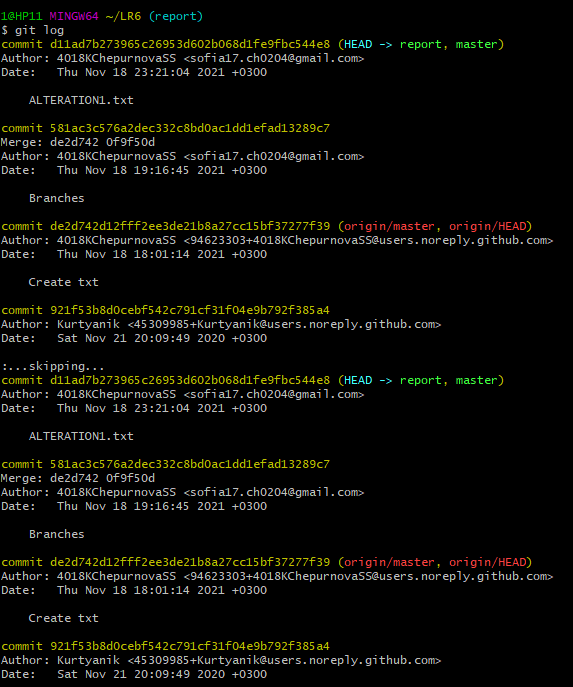 1@HP11 MINGW64 ~/LR6 (report)
$ git log
commit d11ad7b273965c26953d602b068d1fe9fbc544e8 (HEAD -> report, master)
Author: 4018KChepurnovaSS <sofia17.ch0204@gmail.com>
Date:   Thu Nov 18 23:21:04 2021 +0300

    ALTERATION1.txt

commit 581ac3c576a2dec332c8bd0ac1dd1efad13289c7
Merge: de2d742 0f9f50d
Author: 4018KChepurnovaSS <sofia17.ch0204@gmail.com>
Date:   Thu Nov 18 19:16:45 2021 +0300

    Branches

commit de2d742d12fff2ee3de21b8a27cc15bf37277f39 (origin/master, origin/HEAD)
Author: 4018KChepurnovaSS <94623303+4018KChepurnovaSS@users.noreply.github.com>
Date:   Thu Nov 18 18:01:14 2021 +0300

    Create txt

commit 921f53b8d0cebf542c791cf31f04e9b792f385a4
Author: Kurtyanik <45309985+Kurtyanik@users.noreply.github.com>
Date:   Sat Nov 21 20:09:49 2020 +0300

:...skipping...
commit d11ad7b273965c26953d602b068d1fe9fbc544e8 (HEAD -> report, master)
Author: 4018KChepurnovaSS <sofia17.ch0204@gmail.com>
Date:   Thu Nov 18 23:21:04 2021 +0300

    ALTERATION1.txt

commit 581ac3c576a2dec332c8bd0ac1dd1efad13289c7
Merge: de2d742 0f9f50d
Author: 4018KChepurnovaSS <sofia17.ch0204@gmail.com>
Date:   Thu Nov 18 19:16:45 2021 +0300

    Branches

commit de2d742d12fff2ee3de21b8a27cc15bf37277f39 (origin/master, origin/HEAD)
Author: 4018KChepurnovaSS <94623303+4018KChepurnovaSS@users.noreply.github.com>
Date:   Thu Nov 18 18:01:14 2021 +0300

    Create txt

commit 921f53b8d0cebf542c791cf31f04e9b792f385a4
Author: Kurtyanik <45309985+Kurtyanik@users.noreply.github.com>
Date:   Sat Nov 21 20:09:49 2020 +0300